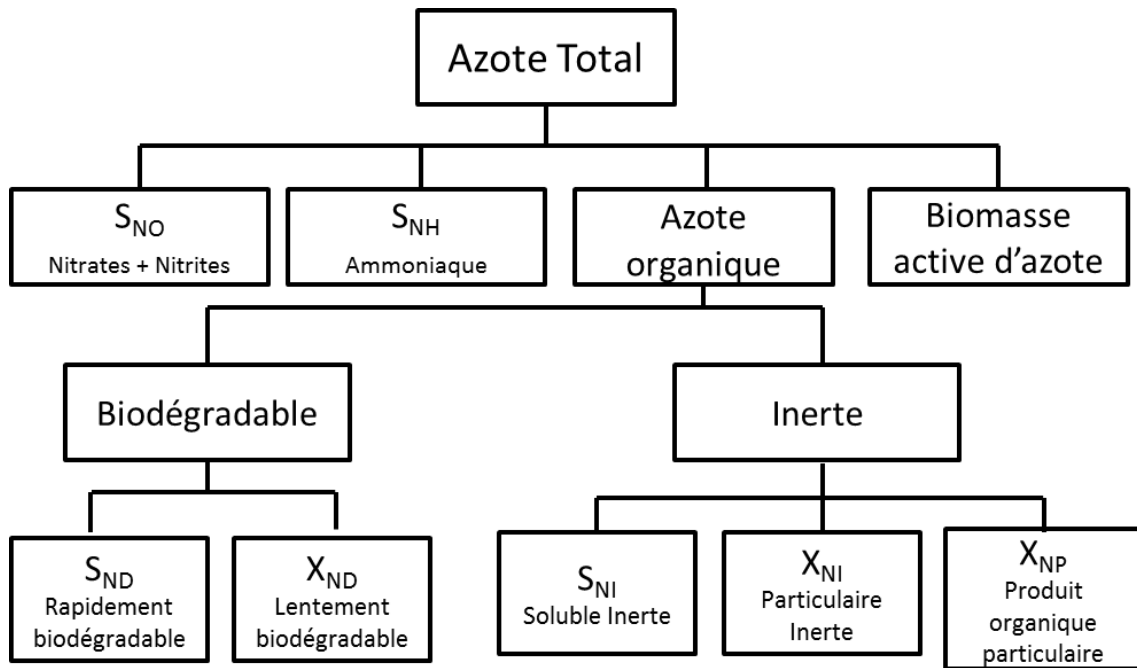 Azote Total
S_NO
Nitrates + Nitrites
S_NH
Ammoniaque
Azote
organique
Biomasse
active d'azote
Biodégradable
Inerte
S_ND
Rapidement
biodégradable
X_ND
Lentement
biodégradable
S_NI
Soluble Inerte
X_NI
Particulaire
Inerte
X_NP
Produit
organique
particulaire